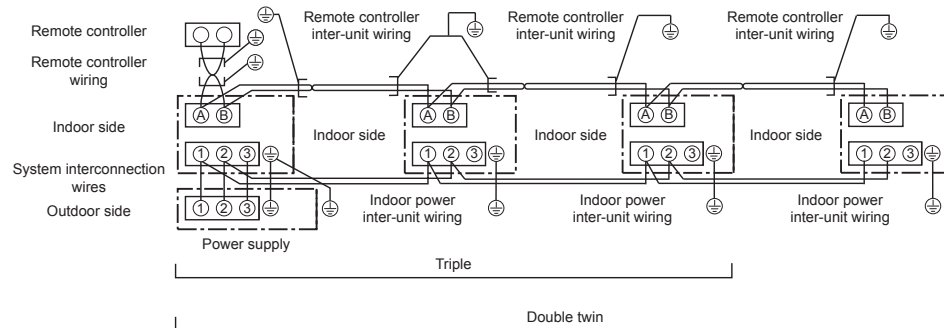 Remote controller
Remote controller
wiring
Remote controller
inter-unit wiring
Remote controller
inter-unit wiring
Remote controller
inter-unit wiring
Indoor side
A B
Indoor side
A B
Indoor side
A B
Indoor side
A B
1 2 3
1 2 3
1 2 3
1 2 3
System interconnection
wires
Outdoor side
1 2 3
Power supply
Indoor power
inter-unit wiring
Indoor power
inter-unit wiring
Indoor power
inter-unit wiring
Triple
Double twin